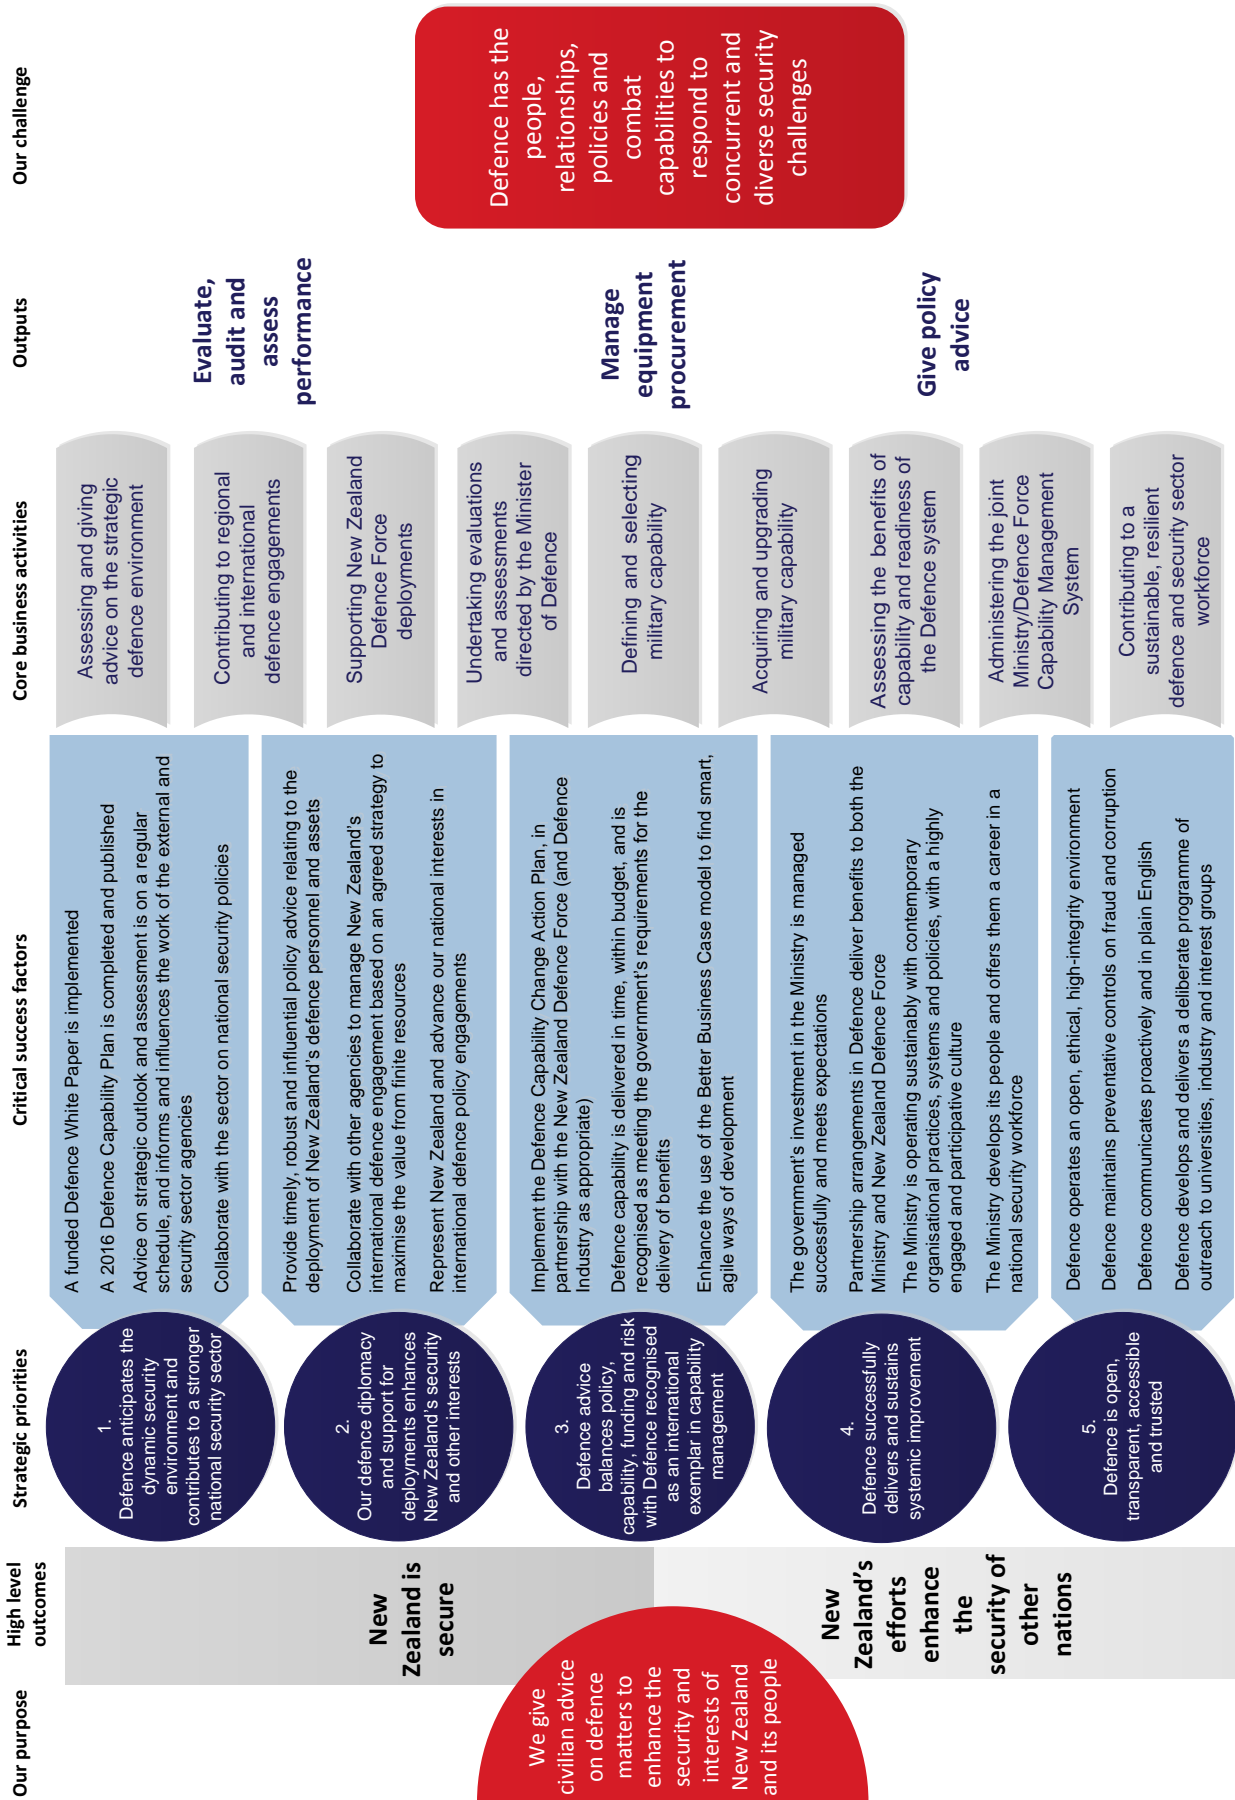 Our purpose
We give
civilian advice
on defence
matters to
enhance the
security and
interests of
New Zealand
and its people
High level
outcomes
New
Zealand is
secure
New
Zealand's
efforts
enhance
the
security of
other
nations
Strategic priorities
1.
Defence anticipates the
dynamic security
environment and
contributes to a stronger
national security sector
2.
Our defence diplomacy
and support for
deployments enhances
New Zealand's security
and other interests
3.
Defence advice
balances policy,
capability, funding and risk
with Defence recognised
as an international
exemplar in capability
management
4.
Defence successfully
delivers and sustains
systemic improvement
5.
Defence is open,
transparent, accessible
and trusted
Critical success factors
A funded Defence White Paper is implemented
A 2016 Defence Capability Plan is completed and published
Advice on strategic outlook and assessment is on a regular
schedule, and informs and influences the work of the external and
security sector agencies
Collaborate with the sector on national security policies
Provide timely, robust and influential policy advice relating to the
deployment of New Zealand's defence personnel and assets
Collaborate with other agencies to manage New Zealand's
international defence engagement based on an agreed strategy to
maximise the value from finite resources
Represent New Zealand and advance our national interests in
international defence policy engagements
Implement the Defence Capability Change Action Plan, in
partnership with the New Zealand Defence Force (and Defence
Industry as appropriate)
Defence capability is delivered in time, within budget, and is
recognised as meeting the government's requirements for the
delivery of benefits
Enhance the use of the Better Business Case model to find smart,
agile ways of development
The government's investment in the Ministry is managed
successfully and meets expectations
Partnership arrangements in Defence deliver benefits to both the
Ministry and New Zealand Defence Force
The Ministry is operating sustainably with contemporary
organisational practices, systems and policies, with a highly
engaged and participative culture
The Ministry develops its people and offers them a career in a
national security workforce
Defence operates an open, ethical, high-integrity environment
Defence maintains preventative controls on fraud and corruption
Defence communicates proactively and in plain English
Defence develops and delivers a deliberate programme of
outreach to universities, industry and interest groups
Core business activities
Assessing and giving
advice on the strategic
defence environment
Contributing to regional
and international
defence engagements
Supporting New Zealand
Defence Force
deployments
Undertaking evaluations
and assessments
directed by the Minister
of Defence
Defining and selecting
military capability
Acquiring and upgrading
military capability
Assessing the benefits of
capability and readiness of
the Defence system
Administering the joint
Ministry/Defence Force
Capability Management
System
Contributing to a
sustainable, resilient
defence and security sector
workforce
Outputs
Evaluate,
audit and
assess
performance
Manage
equipment
procurement
Give policy
advice
Our challenge
Defence has the
people,
relationships,
policies and
combat
capabilities to
respond to
concurrent and
diverse security
challenges